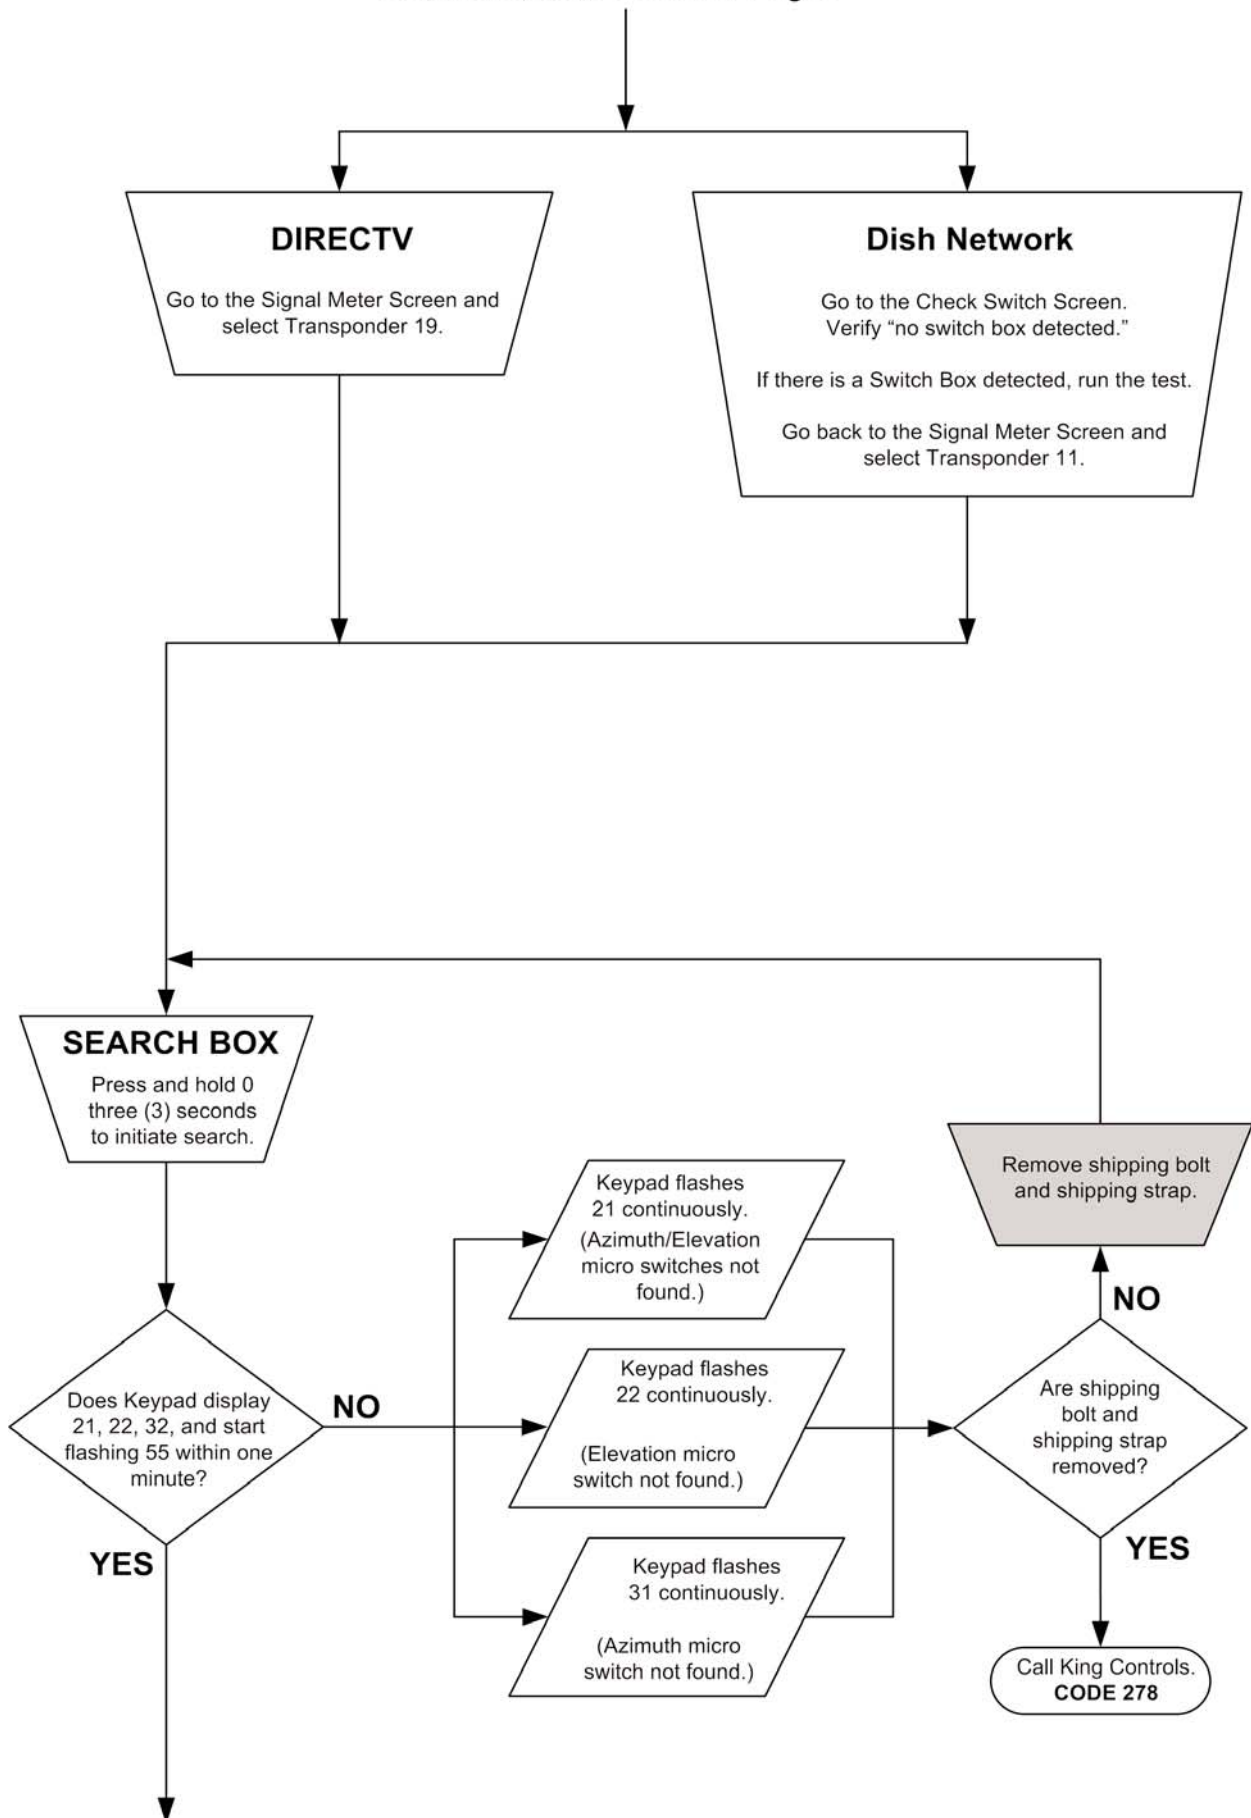 DIRECTV
Go to the Signal Meter Screen and
select Transponder 19.
Dish Network
Go to the Check Switch Screen.
Verify “no switch box detected.”
If there is a Switch Box detected, run the test.
Go back to the Signal Meter Screen and
select Transponder 11.
SEARCH BOX
Press and hold 0
three (3) seconds
to initiate search.
Does Keypad display
21, 22, 32, and start
flashing 55 within one
minute?
NO
YES
Keypad flashes
21 continuously.
(Azimuth/Elevation
micro switches not
found.)
Keypad flashes
22 continuously.
(Elevation micro
switch not found.)
Keypad flashes
31 continuously.
(Azimuth micro
switch not found.)
Remove shipping bolt
and shipping strap.
NO
Are shipping
bolt and
shipping strap
removed?
YES
Call King Controls.
CODE 278